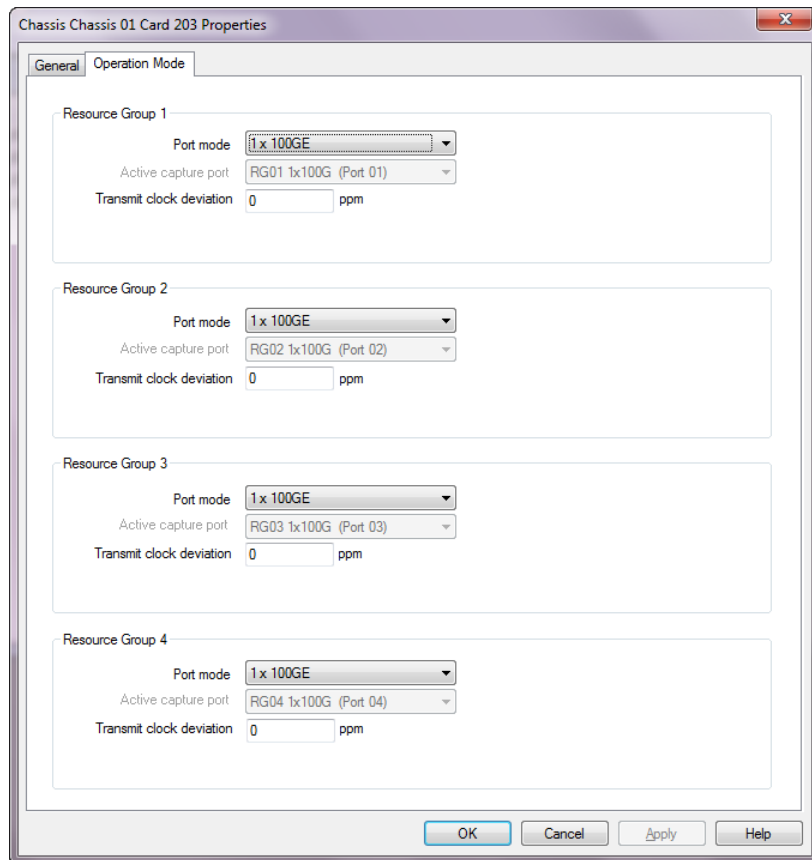 Chassis Chassis 01 Card 203 Properties
General Operation Mode
Resource Group 1
Port mode 1 x 100GE
Active capture port RG01 1x100G (Port 01)
Transmit clock deviation 0 ppm
Resource Group 2
Port mode 1 x 100GE
Active capture port RG02 1x100G (Port 02)
Transmit clock deviation 0 ppm
Resource Group 3
Port mode 1 x 100GE
Active capture port RG03 1x100G (Port 03)
Transmit clock deviation 0 ppm
Resource Group 4
Port mode 1 x 100GE
Active capture port RG04 1x100G (Port 04)
Transmit clock deviation 0 ppm
OK Cancel Apply Help